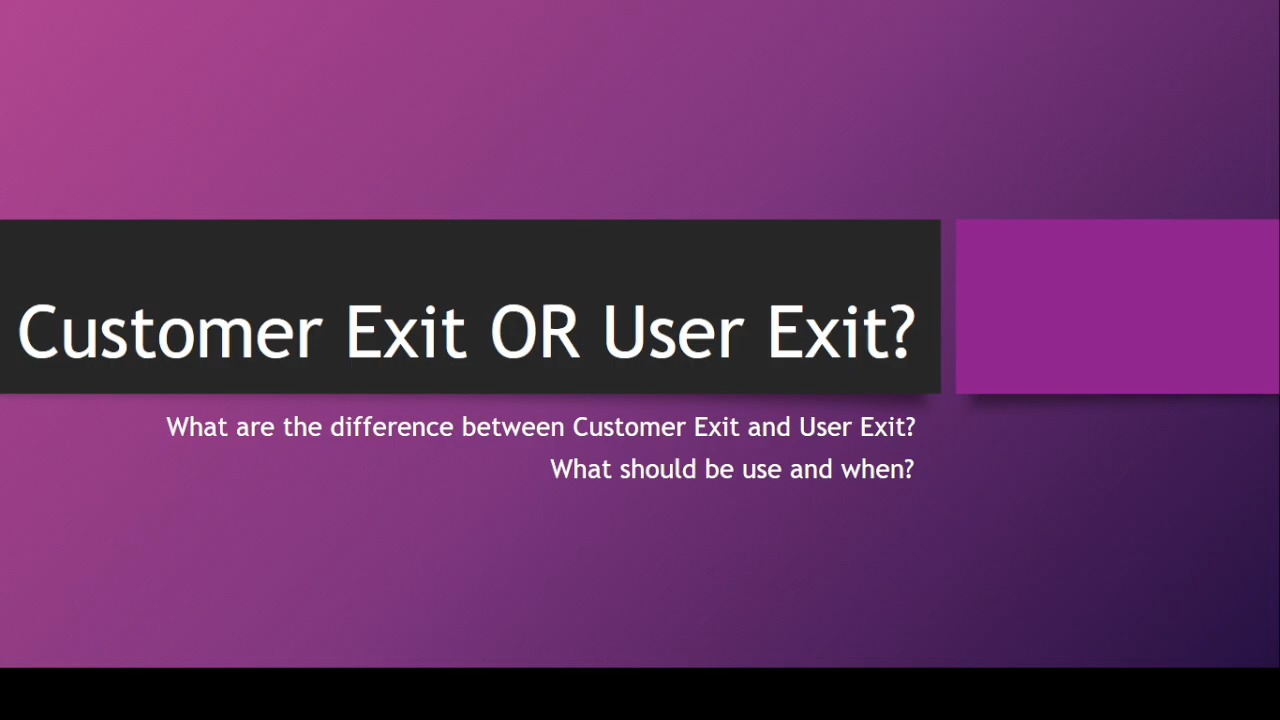 Customer Exit OR User Exit?
What are the difference between Customer Exit and User Exit?
What should be use and when?